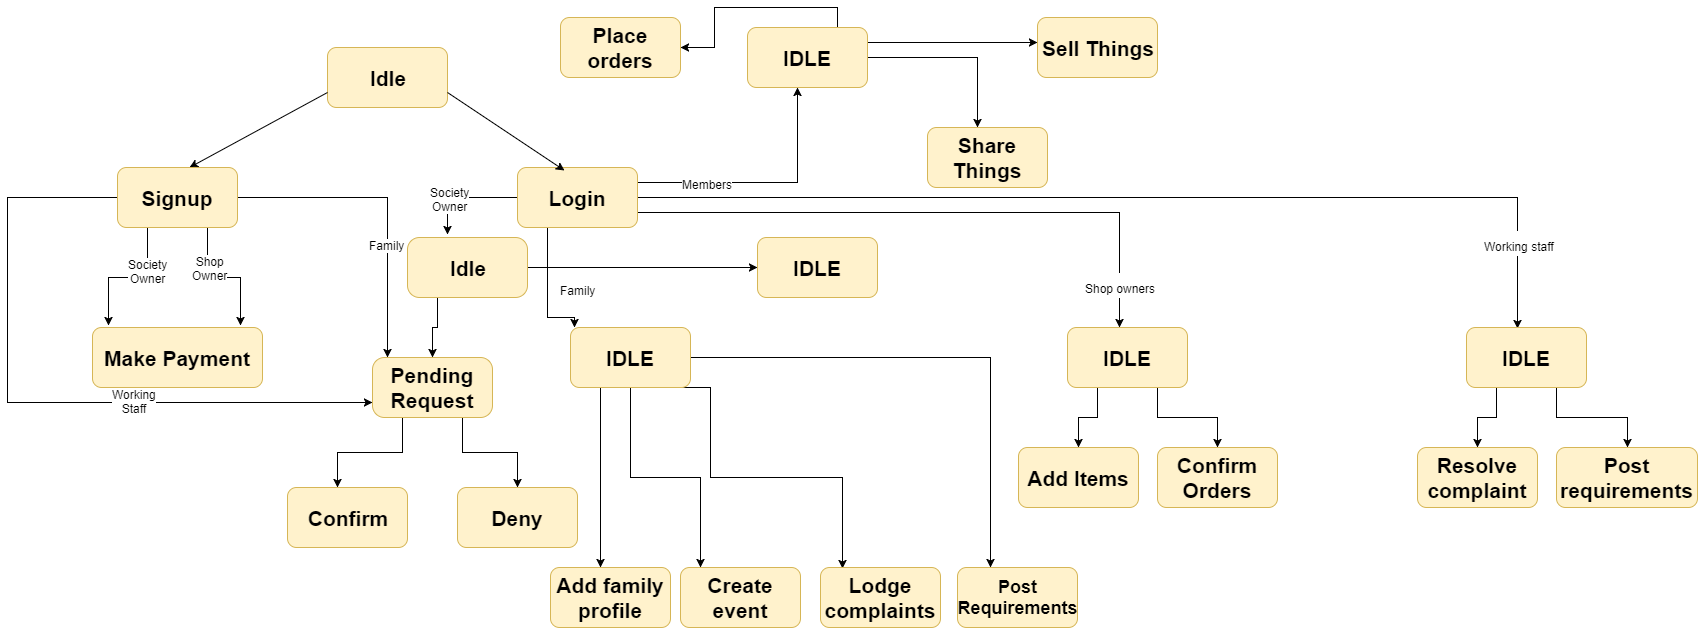 Place
orders
IDLE
Sell Things
Idle
Share
Things
Signup
Login
Members
Society
Owner
Family
Working staff
Society
Owner
Shop
Owner
Idle
IDLE
Family
Shop owners
Make Payment
Pending
Request
IDLE
IDLE
IDLE
Working
Staff
Confirm
Deny
Add Items
Confirm
Orders
Resolve
complaint
Post
requirements
Add family
profile
Create
event
Lodge
complaints
Post
Requirements